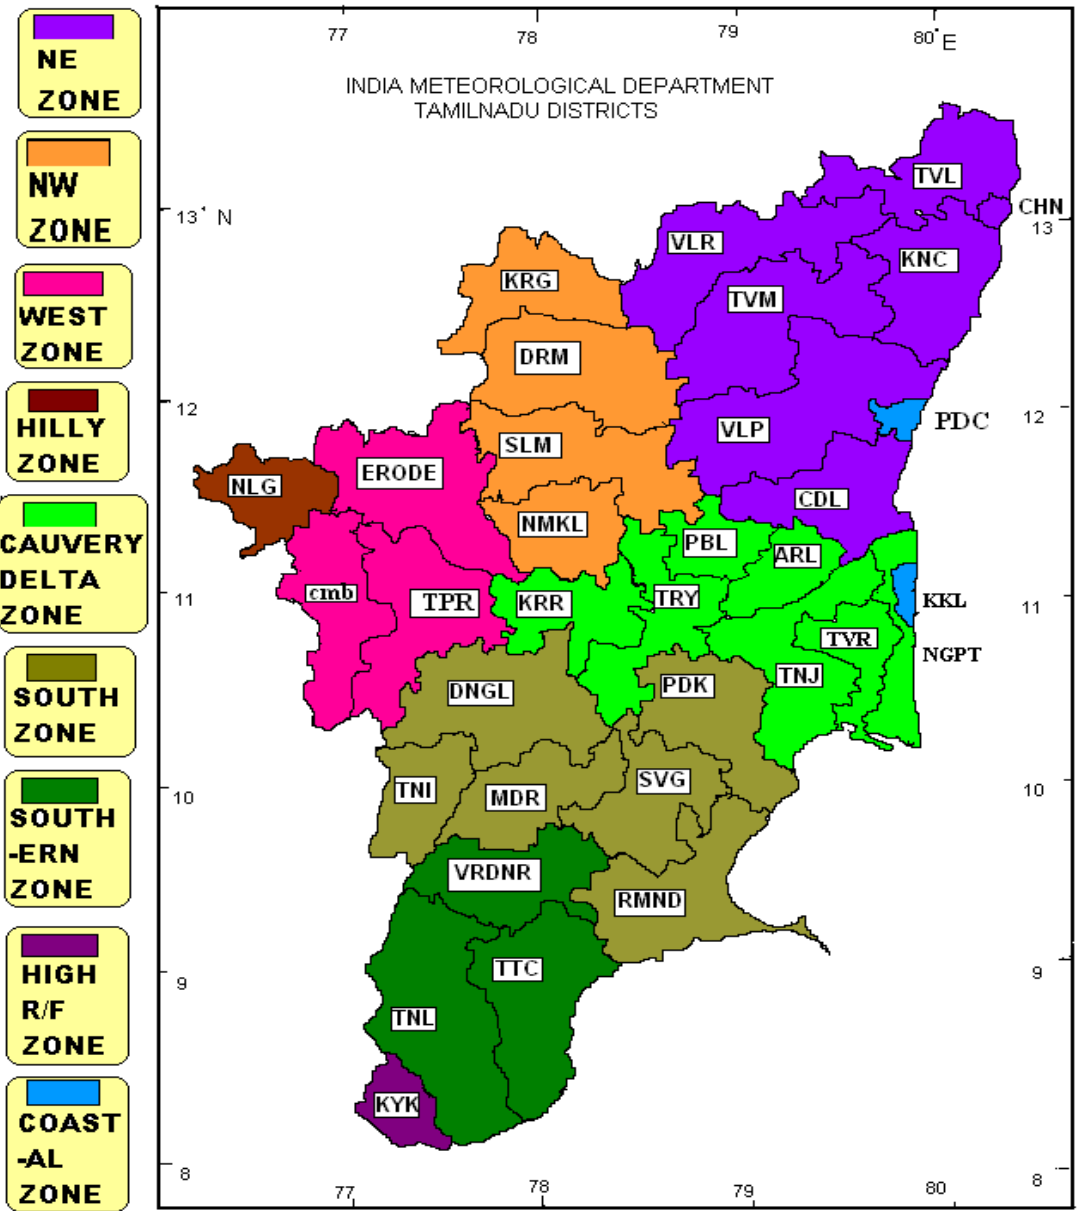 NE
ZONE
NW
ZONE
WEST
ZONE
HILLY
ZONE
CAUVERY
DELTA
ZONE
SOUTH
ZONE
SOUTH
-ERN
ZONE
HIGH
R/F
ZONE
COAST
-AL
ZONE
77
78
79
80° E
INDIA METEOROLOGICAL DEPARTMENT
TAMILNADU DISTRICTS
TVL
13° N
CHN
13
VLR
KNC
KRG
TVM
DRM
12
12
VLP
PDC
SLM
ERODE
NLG
CDL
NMKL
PBL
ARL
11
cmb
TPR
KRR
TRY
KKL
11
TVR
NGPT
DNGL
PDK
TNJ
10
TNI
MDR
SVG
10
VRDNR
RMND
9
TTC
9
TNL
KYK
8
8
77
78
79
80